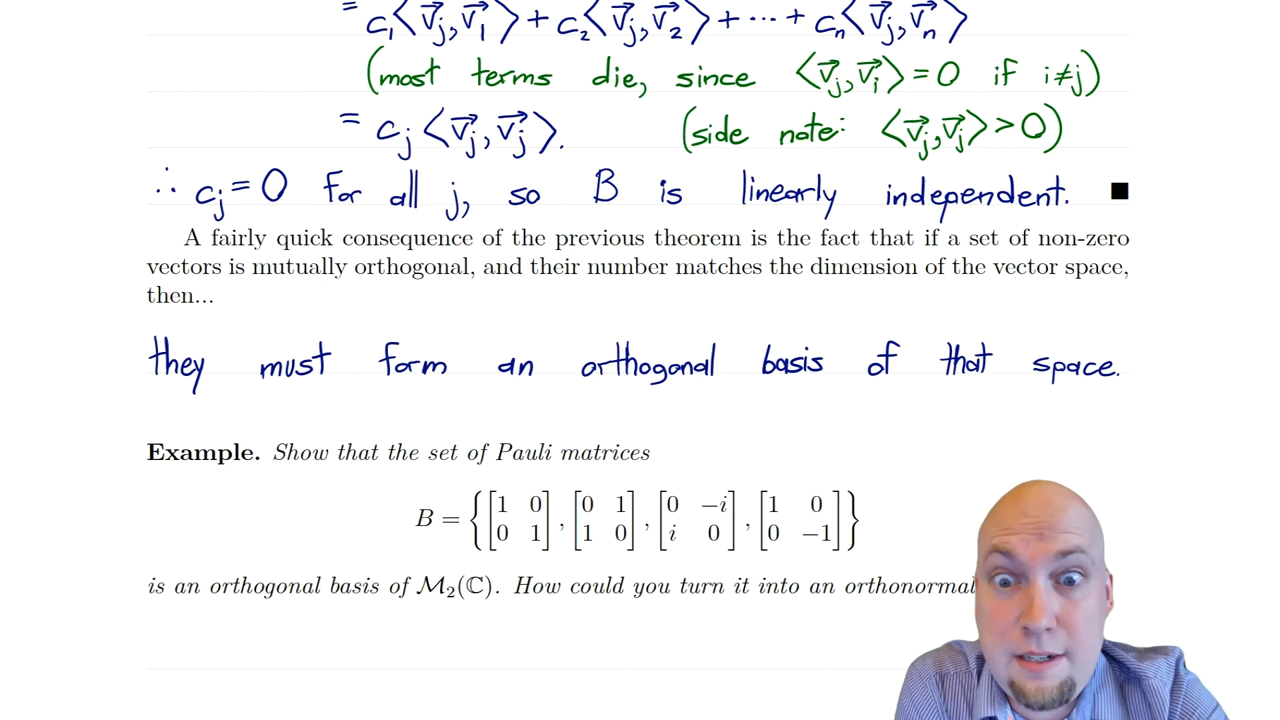 = c₁⟨v⃗ⱼ, v⃗₁⟩ + c₂⟨v⃗ⱼ, v⃗₂⟩ + ⋯ + cₙ⟨v⃗ⱼ, v⃗ₙ⟩
(most terms die, since ⟨v⃗ⱼ, v⃗ᵢ⟩ = 0 if i≠j)
= cⱼ⟨v⃗ⱼ, v⃗ⱼ⟩. (side note: ⟨v⃗ⱼ, v⃗ⱼ⟩ > 0)
∴ cⱼ = 0 for all j, so B is linearly independent. ■
A fairly quick consequence of the previous theorem is the fact that if a set of non-zero
vectors is mutually orthogonal, and their number matches the dimension of the vector space,
then...
they must form an orthogonal basis of that space.
Example. Show that the set of Pauli matrices
B = {[1 0; 0 1], [0 1; 1 0], [0 −i; i 0], [1 0; 0 −1]}
is an orthogonal basis of M₂(ℂ). How could you turn it into an orthonormal